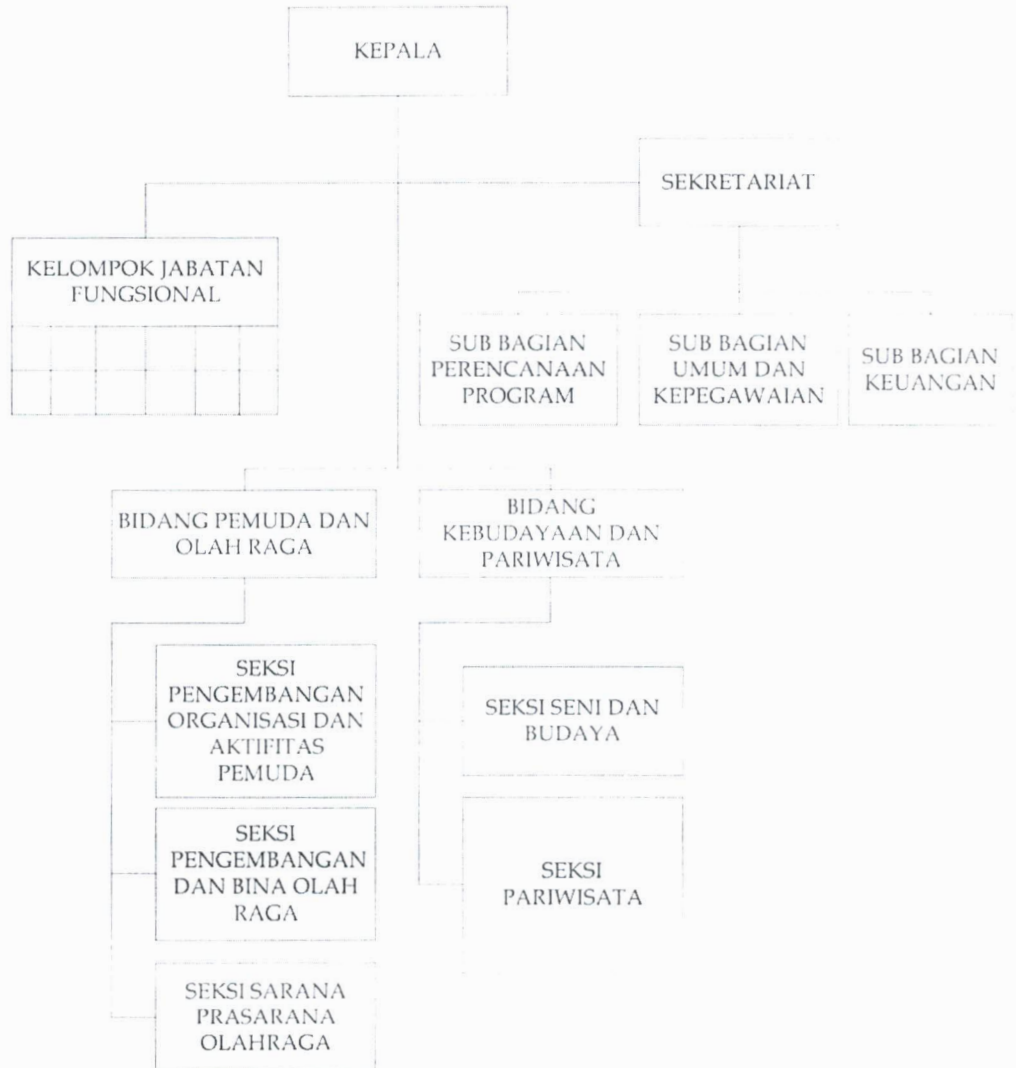 KEPALA
SEKRETARIAT
KELOMPOK JABATAN
FUNGSIONAL
SUB BAGIAN
PERENCANAAN
PROGRAM
SUB BAGIAN
UMUM DAN
KEPEGAWAIAN
SUB BAGIAN
KEUANGAN
BIDANG PEMUDA DAN
OLAH RAGA
BIDANG
KEBUDAYAAN DAN
PARIWISATA
SEKSI
PENGEMBANGAN
ORGANISASI DAN
AKTIFITAS
PEMUDA
SEKSI
PENGEMBANGAN
DAN BINA OLAH
RAGA
SEKSI SARANA
PRASARANA
OLAHRAGA
SEKSI SENI DAN
BUDAYA
SEKSI
PARIWISATA